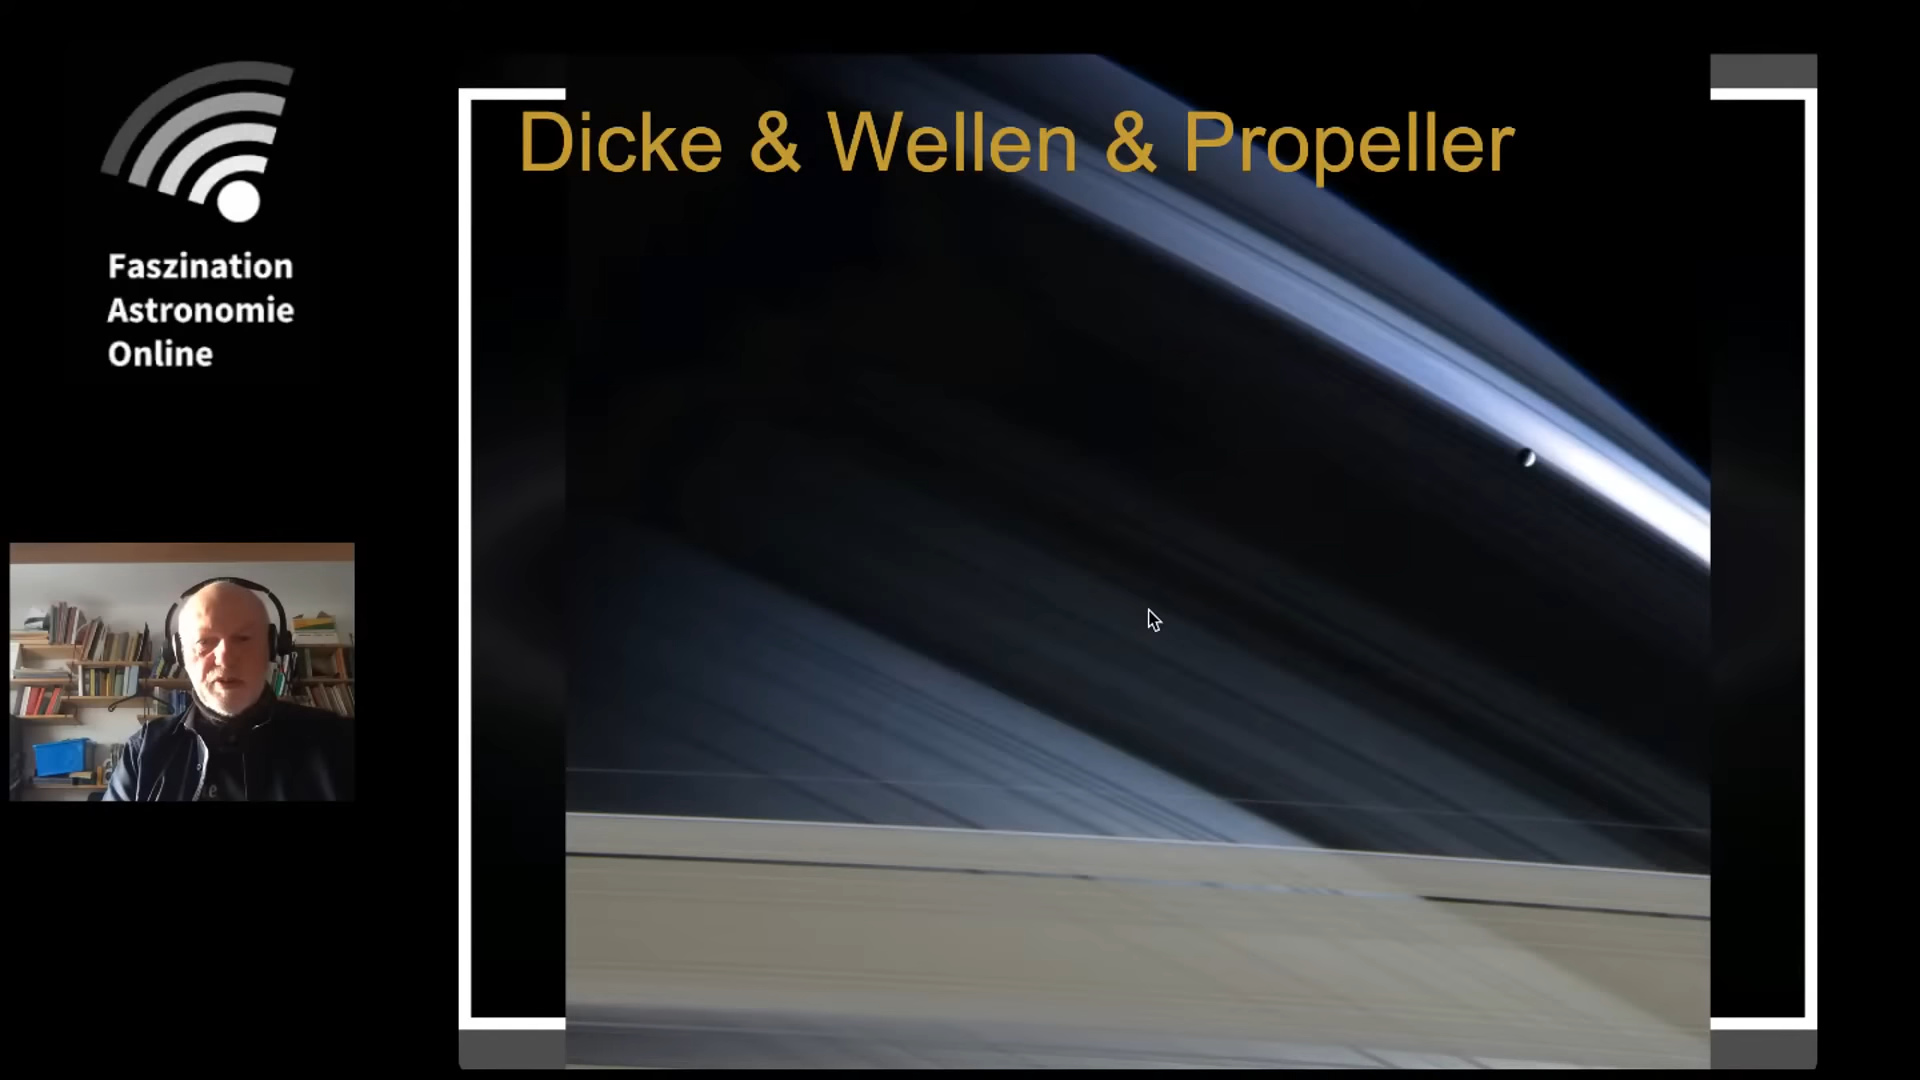 Dicke & Wellen & Propeller
Faszination
Astronomie
Online